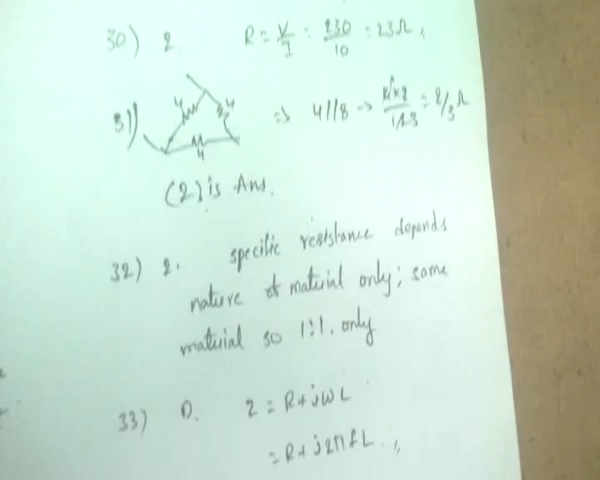 30) 2 R = V/I = 230/10 = 23Ω,
31) 4 4 4 ⇒ 4//8 → 4×8/12 3 = 8/3 Ω
(2) is Ans.
32) 2. specific resistance depends
nature of material only; same
material so 1:1. only
33) D. Z = R + jωL
= R + j2πfL.,